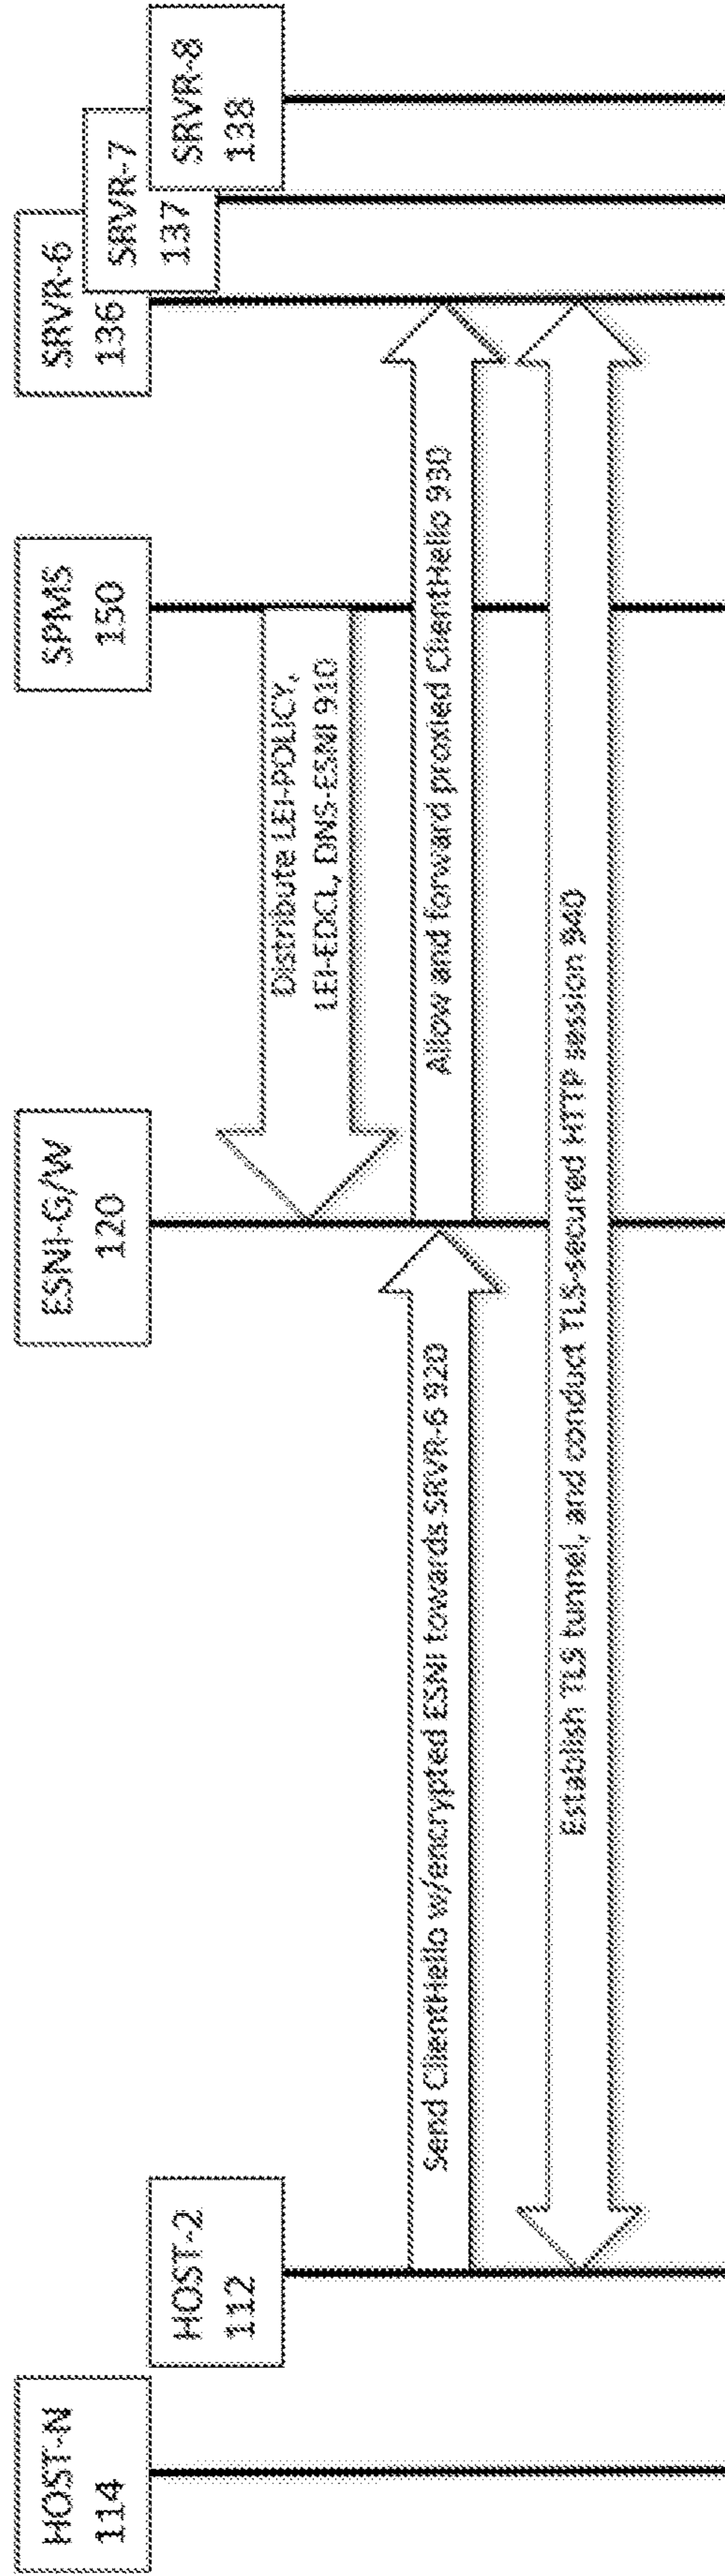 HOST-N
114
HOST-2
112
ESNI-G/W
120
SPMS
150
SRVR-6
136
SRVR-7
137
SRVR-8
138
Distribute LEI-POLICY,
LEI-EDCL, DNS-ESNI 910
Send ClientHello w/encrypted ESNI towards SRVR-6 920
Allow and forward proxied ClientHello 930
Establish TLS tunnel, and conduct TLS-secured HTTP session 940